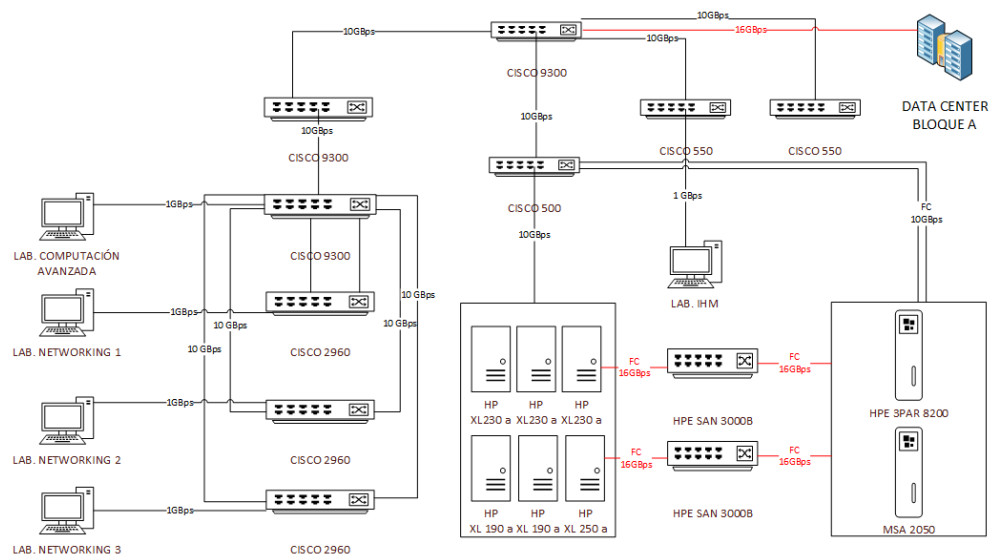 10GBps
10GBps
16GBps
10GBps
CISCO 9300
DATA CENTER
BLOQUE A
10GBps
CISCO 9300
10GBps
CISCO 550
CISCO 550
CISCO 500
1GBps
1 GBps
FC
10GBps
LAB. COMPUTACIÓN
AVANZADA
CISCO 9300
10GBps
LAB. IHM
1GBps
10 GBps
10 GBps
10 GBps
10 GBps
LAB. NETWORKING 1
CISCO 2960
FC
16GBps
FC
16GBps
HP
XL230 a
HP
XL230 a
HP
XL230 a
HPE SAN 3000B
HPE 3PAR 8200
1GBps
LAB. NETWORKING 2
CISCO 2960
FC
16GBps
FC
16GBps
1GBps
HP
XL 190 a
HP
XL 190 a
HP
XL 250 a
HPE SAN 3000B
MSA 2050
LAB. NETWORKING 3
CISCO 2960